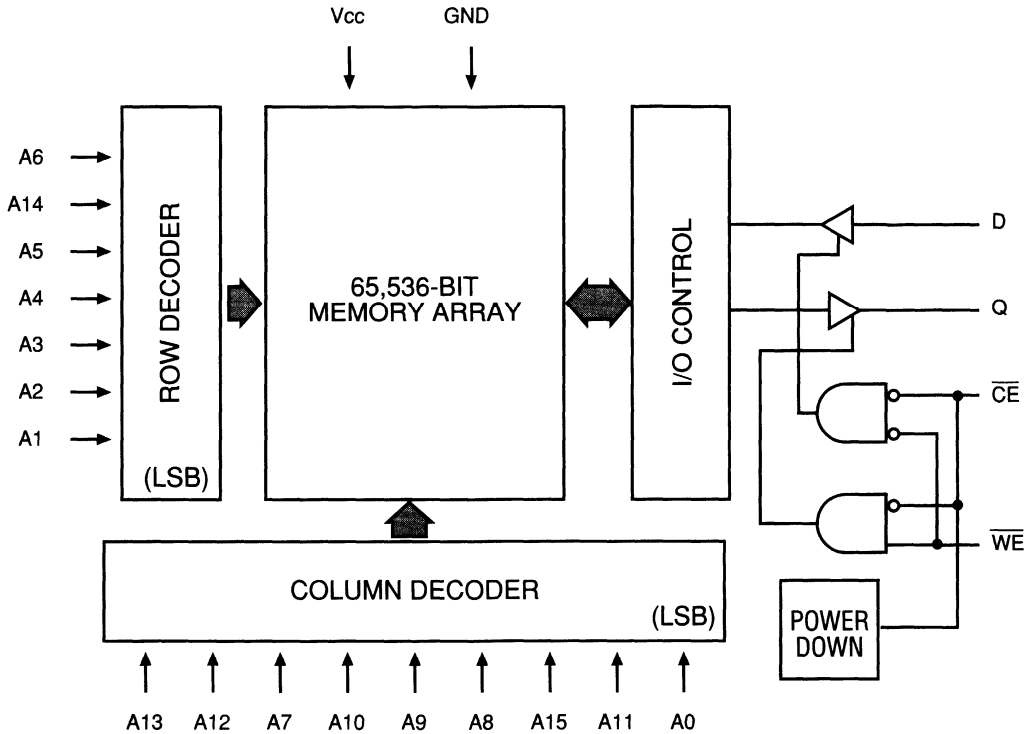 Vcc
GND
A6
A14
A5
A4
A3
A2
A1
ROW DECODER
(LSB)
65,536-BIT
MEMORY ARRAY
I/O CONTROL
D
Q
CE
WE
POWER
DOWN
COLUMN DECODER
(LSB)
A13
A12
A7
A10
A9
A8
A15
A11
A0